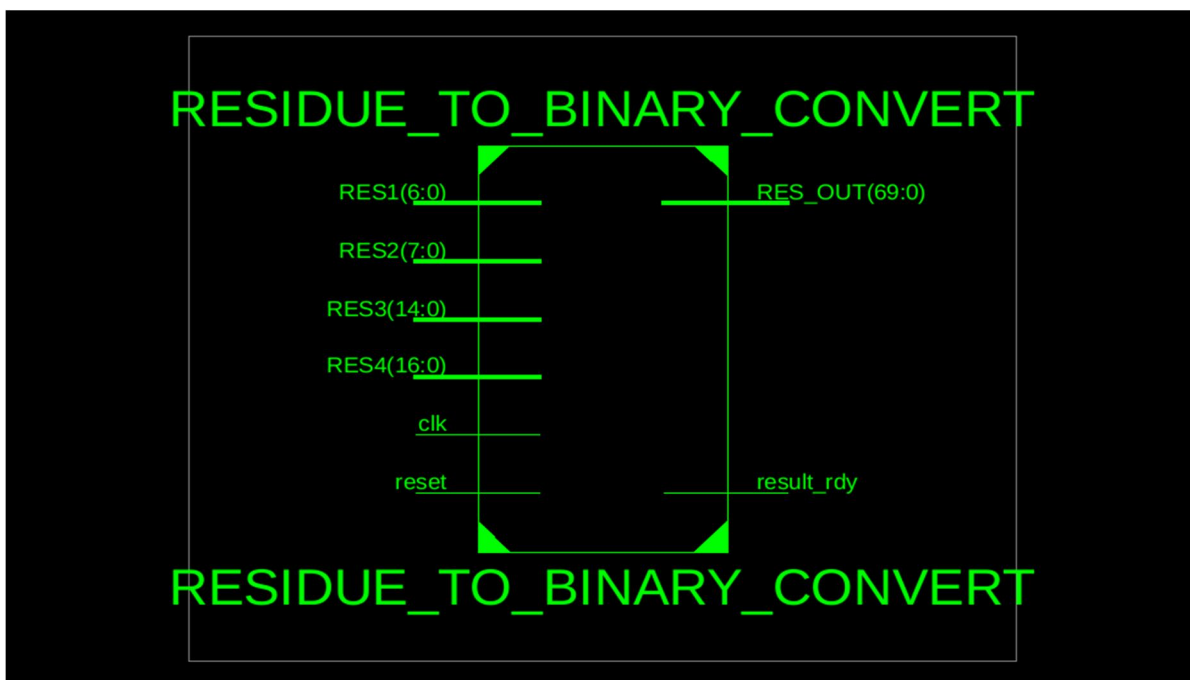 RESIDUE_TO_BINARY_CONVERT
RES1(6:0)
RES_OUT(69:0)
RES2(7:0)
RES3(14:0)
RES4(16:0)
clk
reset
result_rdy
RESIDUE_TO_BINARY_CONVERT